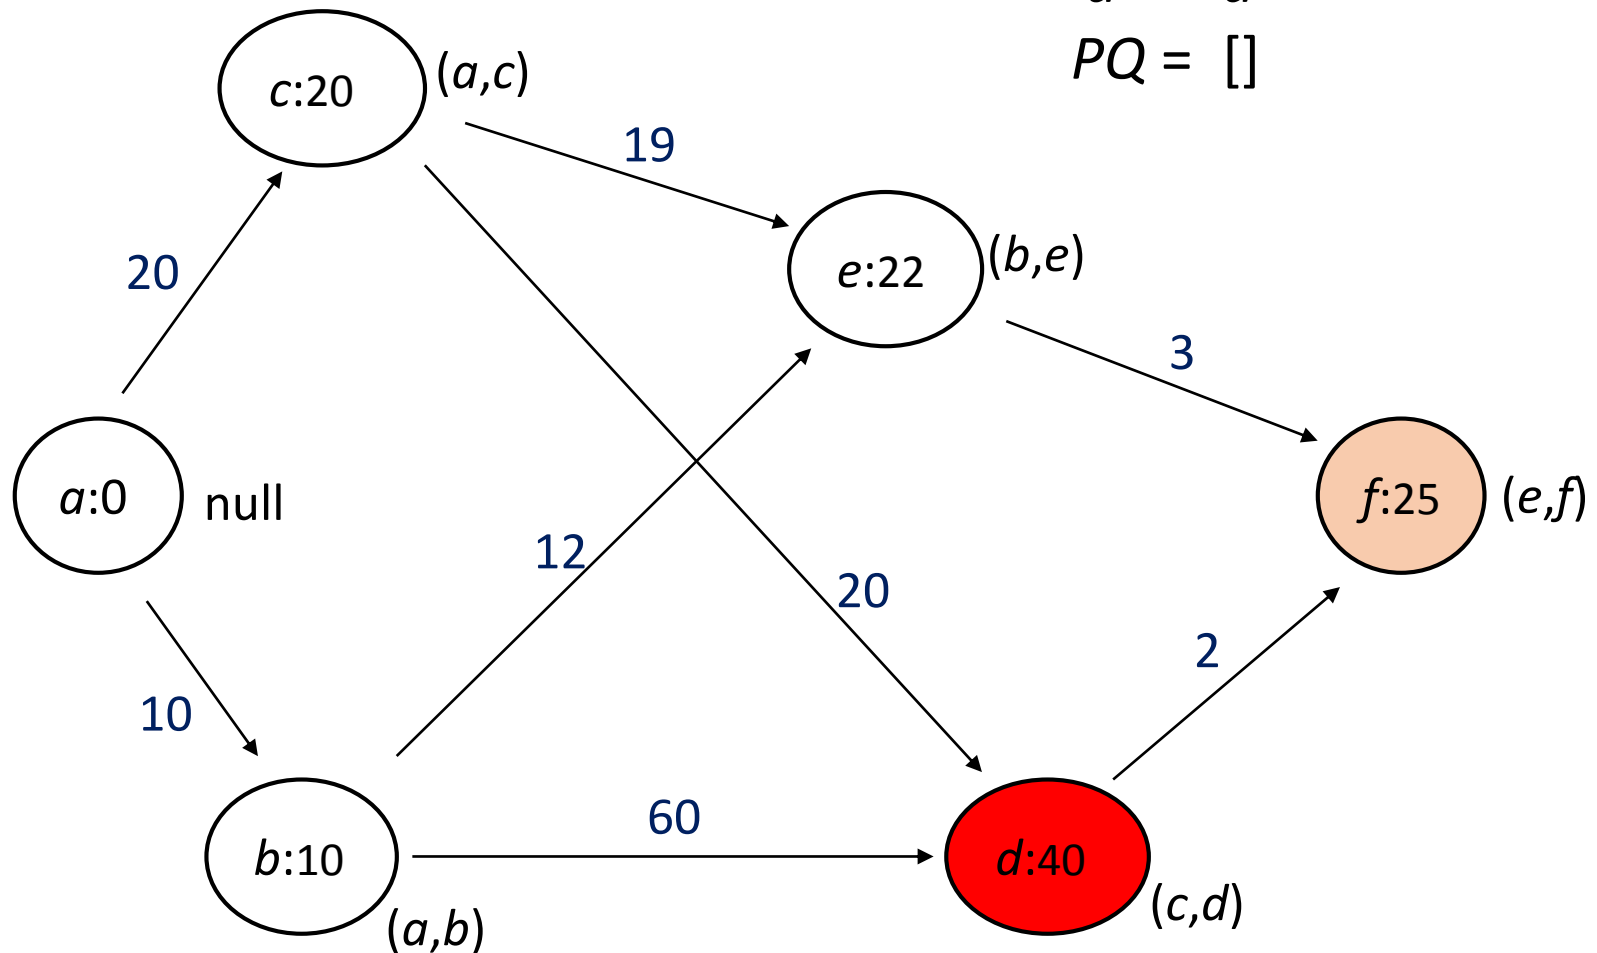 PQ = []
c:20
(a,c)
19
20
e:22
(b,e)
3
a:0
null
f:25
(e,f)
12
20
2
10
60
b:10
d:40
(a,b)
(c,d)